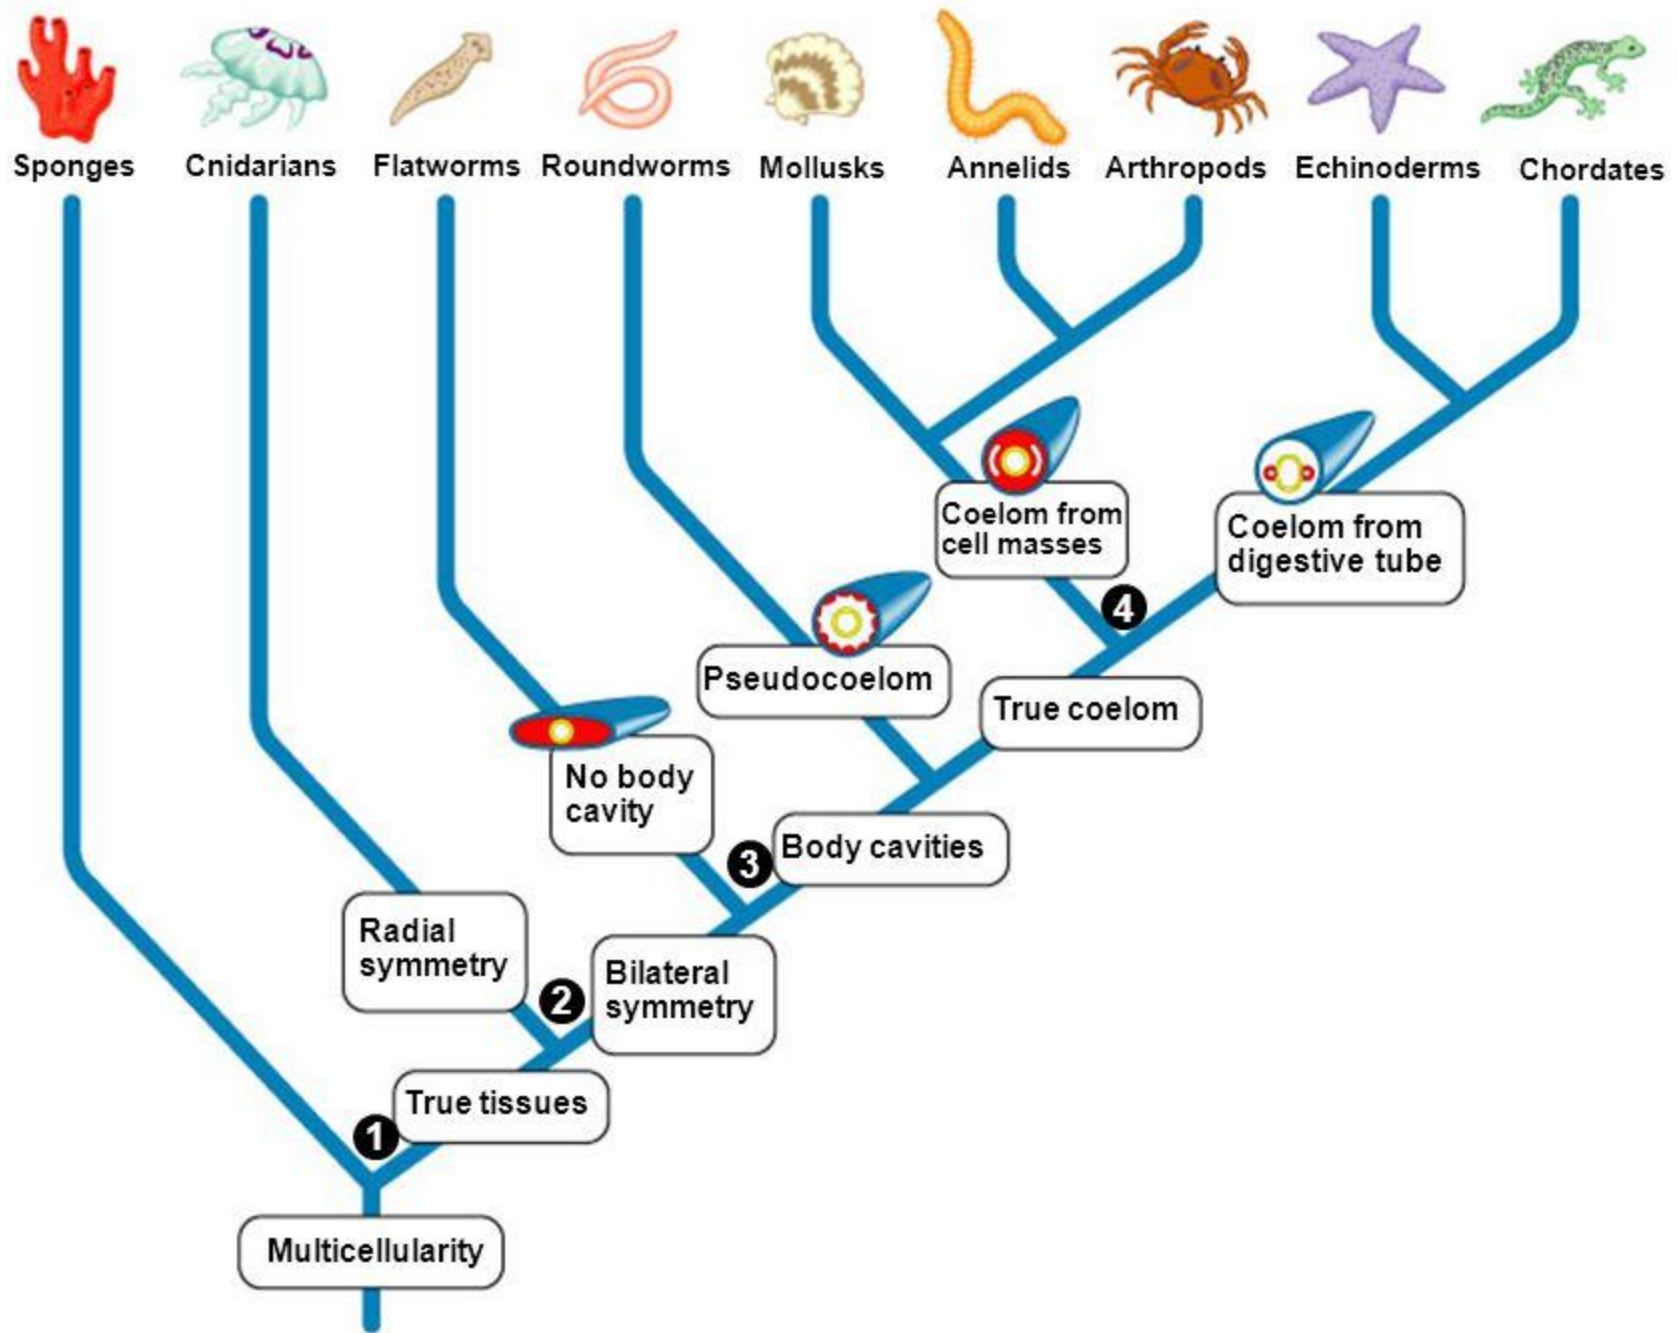 Sponges Cnidarians Flatworms Roundworms Mollusks Annelids Arthropods Echinoderms Chordates
Coelom from
cell masses
Coelom from
digestive tube
4
Pseudocoelom
True coelom
No body
cavity
3
Body cavities
Radial
symmetry
2
Bilateral
symmetry
True tissues
1
Multicellularity